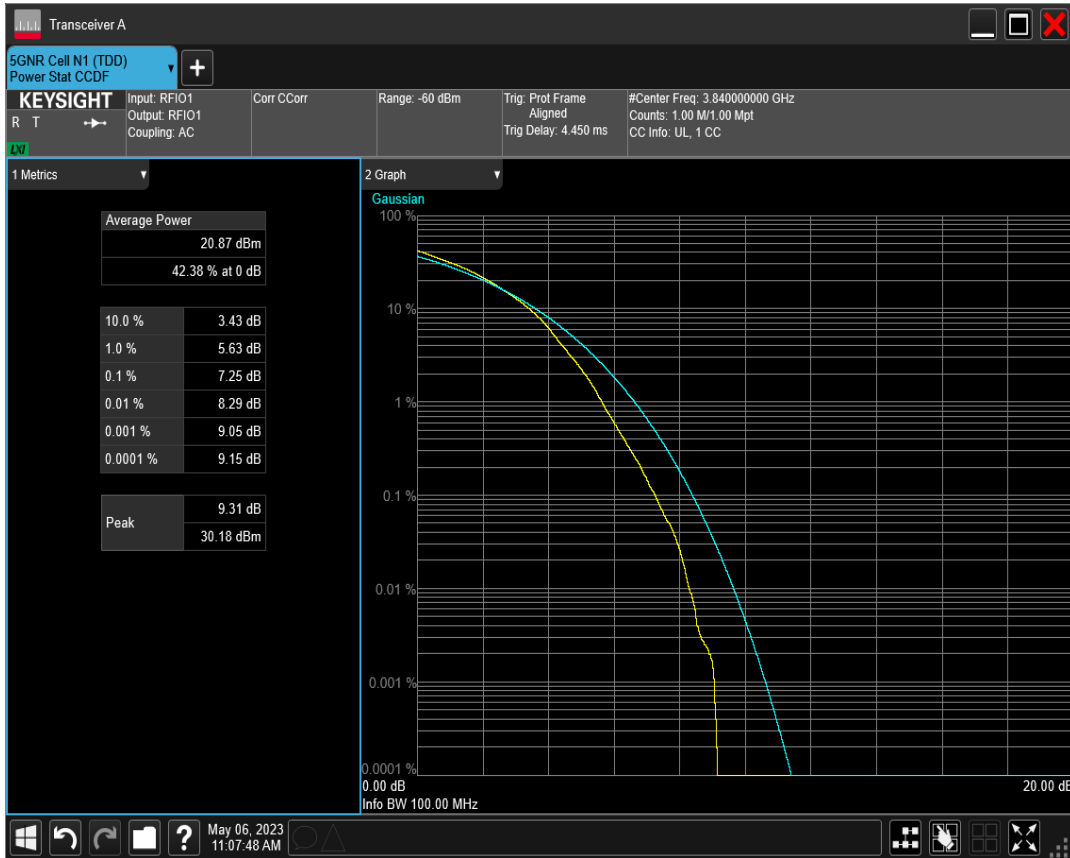 Transceiver A
5GNR Cell N1 (TDD)
Power Stat CCDF
+
KEYSIGHT
R T
LXI
Input: RFIO1
Output: RFIO1
Coupling: AC
Corr CCorr
Range: -60 dBm
Trig: Prot Frame
Aligned
Trig Delay: 4.450 ms
#Center Freq: 3.840000000 GHz
Counts: 1.00 M/1.00 Mpt
CC Info: UL, 1 CC
1 Metrics
Average Power
20.87 dBm
42.38 % at 0 dB
10.0 % 3.43 dB
1.0 % 5.63 dB
0.1 % 7.25 dB
0.01 % 8.29 dB
0.001 % 9.05 dB
0.0001 % 9.15 dB
Peak
9.31 dB
30.18 dBm
2 Graph
Gaussian
100 %
10 %
1 %
0.1 %
0.01 %
0.001 %
0.0001 %
0.00 dB
20.00 dB
Info BW 100.00 MHz
?
May 06, 2023
11:07:48 AM